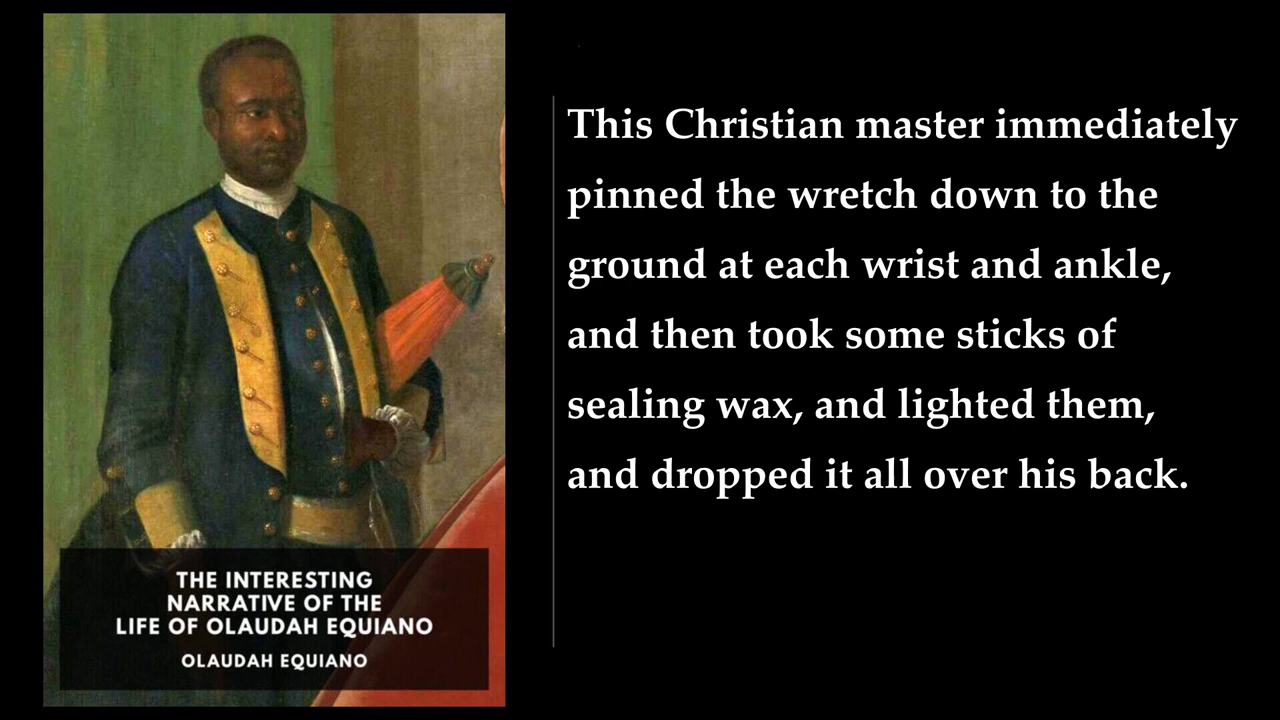 THE INTERESTING
NARRATIVE OF THE
LIFE OF OLAUDAH EQUIANO
OLAUDAH EQUIANO
This Christian master immediately
pinned the wretch down to the
ground at each wrist and ankle,
and then took some sticks of
sealing wax, and lighted them,
and dropped it all over his back.